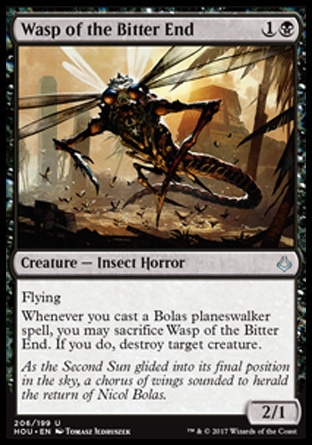 Wasp of the Bitter End 1
Creature — Insect Horror
Flying
Whenever you cast a Bolas planeswalker
spell, you may sacrifice Wasp of the Bitter
End. If you do, destroy target creature.
As the Second Sun glided into its final position
in the sky, a chorus of wings sounded to herald
the return of Nicol Bolas.
2/1
206/199 U
HOU • EN Tomasz Jedruszek ™ & © 2017 Wizards of the Coast